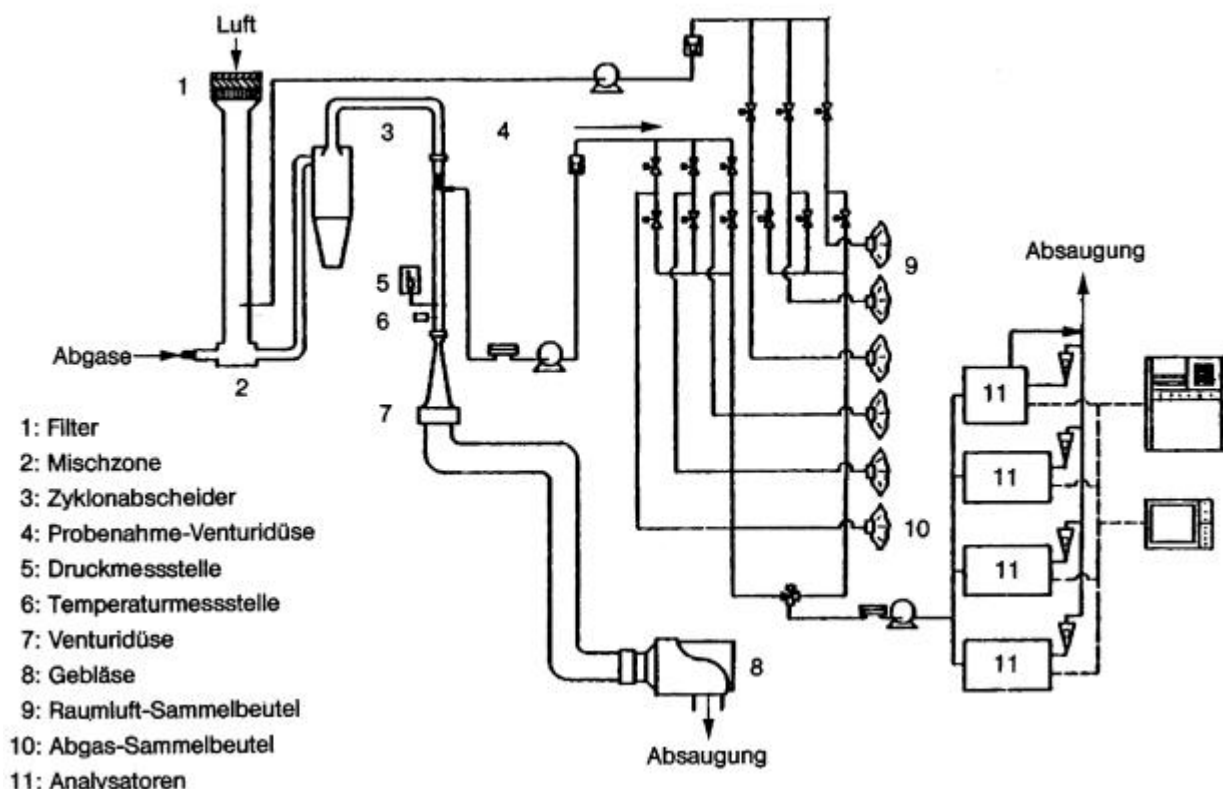 Luft
1
3
4
5
6
Abgase
2
7
9
10
Absaugung
11
11
11
11
8
Absaugung
1: Filter
2: Mischzone
3: Zyklonabscheider
4: Probenahme-Venturidüse
5: Druckmessstelle
6: Temperaturmessstelle
7: Venturidüse
8: Gebläse
9: Raumluft-Sammelbeutel
10: Abgas-Sammelbeutel
11: Analysatoren